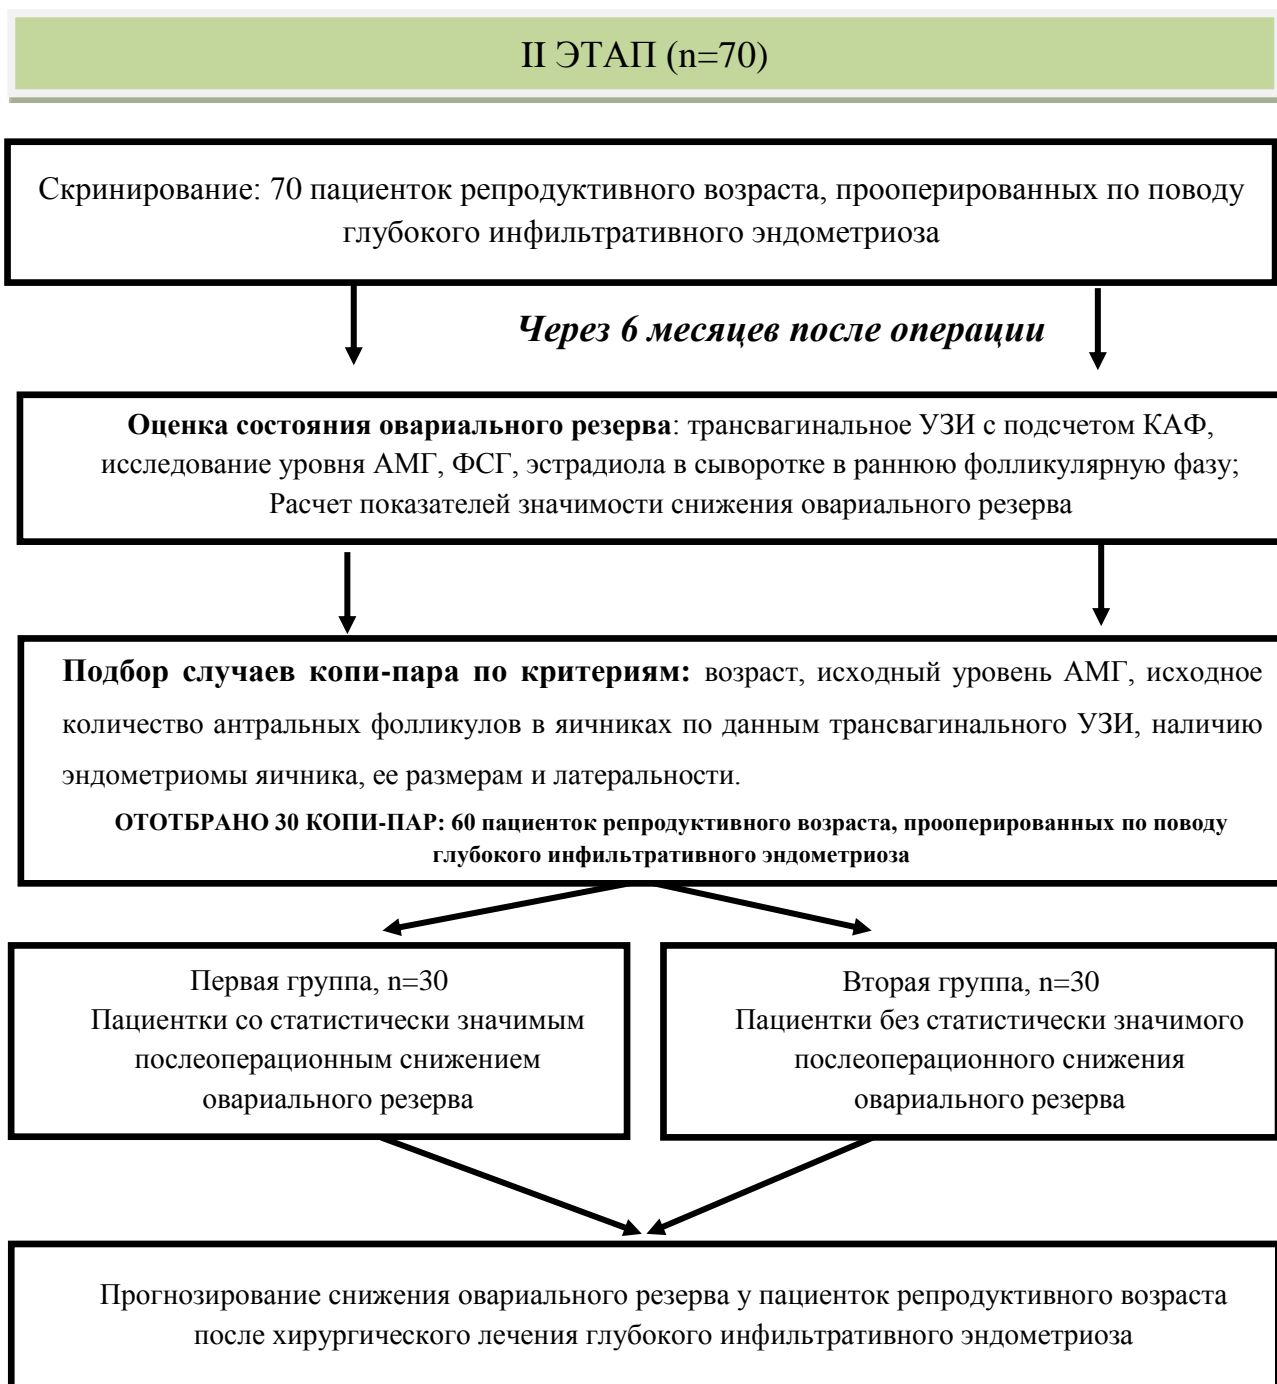 II ЭТАП (n=70)
Скринирование: 70 пациенток репродуктивного возраста, прооперированных по поводу
глубокого инфильтративного эндометриоза
Через 6 месяцев после операции
Оценка состояния овариального резерва: трансвагинальное УЗИ с подсчетом КАФ,
исследование уровня АМГ, ФСГ, эстрадиола в сыворотке в раннюю фолликулярную фазу;
Расчет показателей значимости снижения овариального резерва
Подбор случаев копи-пара по критериям: возраст, исходный уровень АМГ, исходное
количество антральных фолликулов в яичниках по данным трансвагинального УЗИ, наличию
эндометриомы яичника, ее размерам и латеральности.
ОТОТБРАНО 30 КОПИ-ПАР: 60 пациенток репродуктивного возраста, прооперированных по поводу
глубокого инфильтративного эндометриоза
Первая группа, n=30
Пациентки со статистически значимым
послеоперационным снижением
овариального резерва
Вторая группа, n=30
Пациентки без статистически значимого
послеоперационного снижения
овариального резерва
Прогнозирование снижения овариального резерва у пациенток репродуктивного возраста
после хирургического лечения глубокого инфильтративного эндометриоза